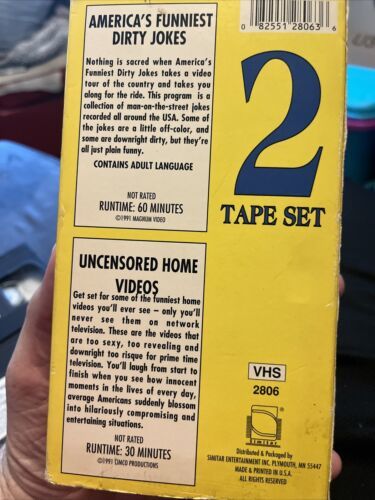 AMERICA'S FUNNIEST
DIRTY JOKES
Nothing is sacred when America's
Funniest Dirty Jokes takes a video
tour of the country and takes you
along for the ride. This program is a
collection of man-on-the-street jokes
recorded all around the USA. Some of
the jokes are a little off-color, and
some are downright dirty, but they're
all just plain funny.
CONTAINS ADULT LANGUAGE
NOT RATED
RUNTIME: 60 MINUTES
©1991 MAGNUM VIDEO
UNCENSORED HOME
VIDEOS
Get set for some of the funniest home
videos you'll ever see – only you'll
never see them on network
television. These are the videos that
are too sexy, too revealing and
downright too risque for prime time
television. You'll laugh from start to
finish when you see how innocent
moments in the lives of every day,
average Americans suddenly blossom
into hilariously compromising and
entertaining situations.
NOT RATED
RUNTIME: 30 MINUTES
©1991 SIMCO PRODUCTIONS
0 82551 28063 6
2
TAPE SET
VHS
2806
Simitar
Distributed & Packaged by
SIMITAR ENTERTAINMENT INC. PLYMOUTH, MN 55447
MADE & PRINTED IN U.S.A.
ALL RIGHTS RESERVED